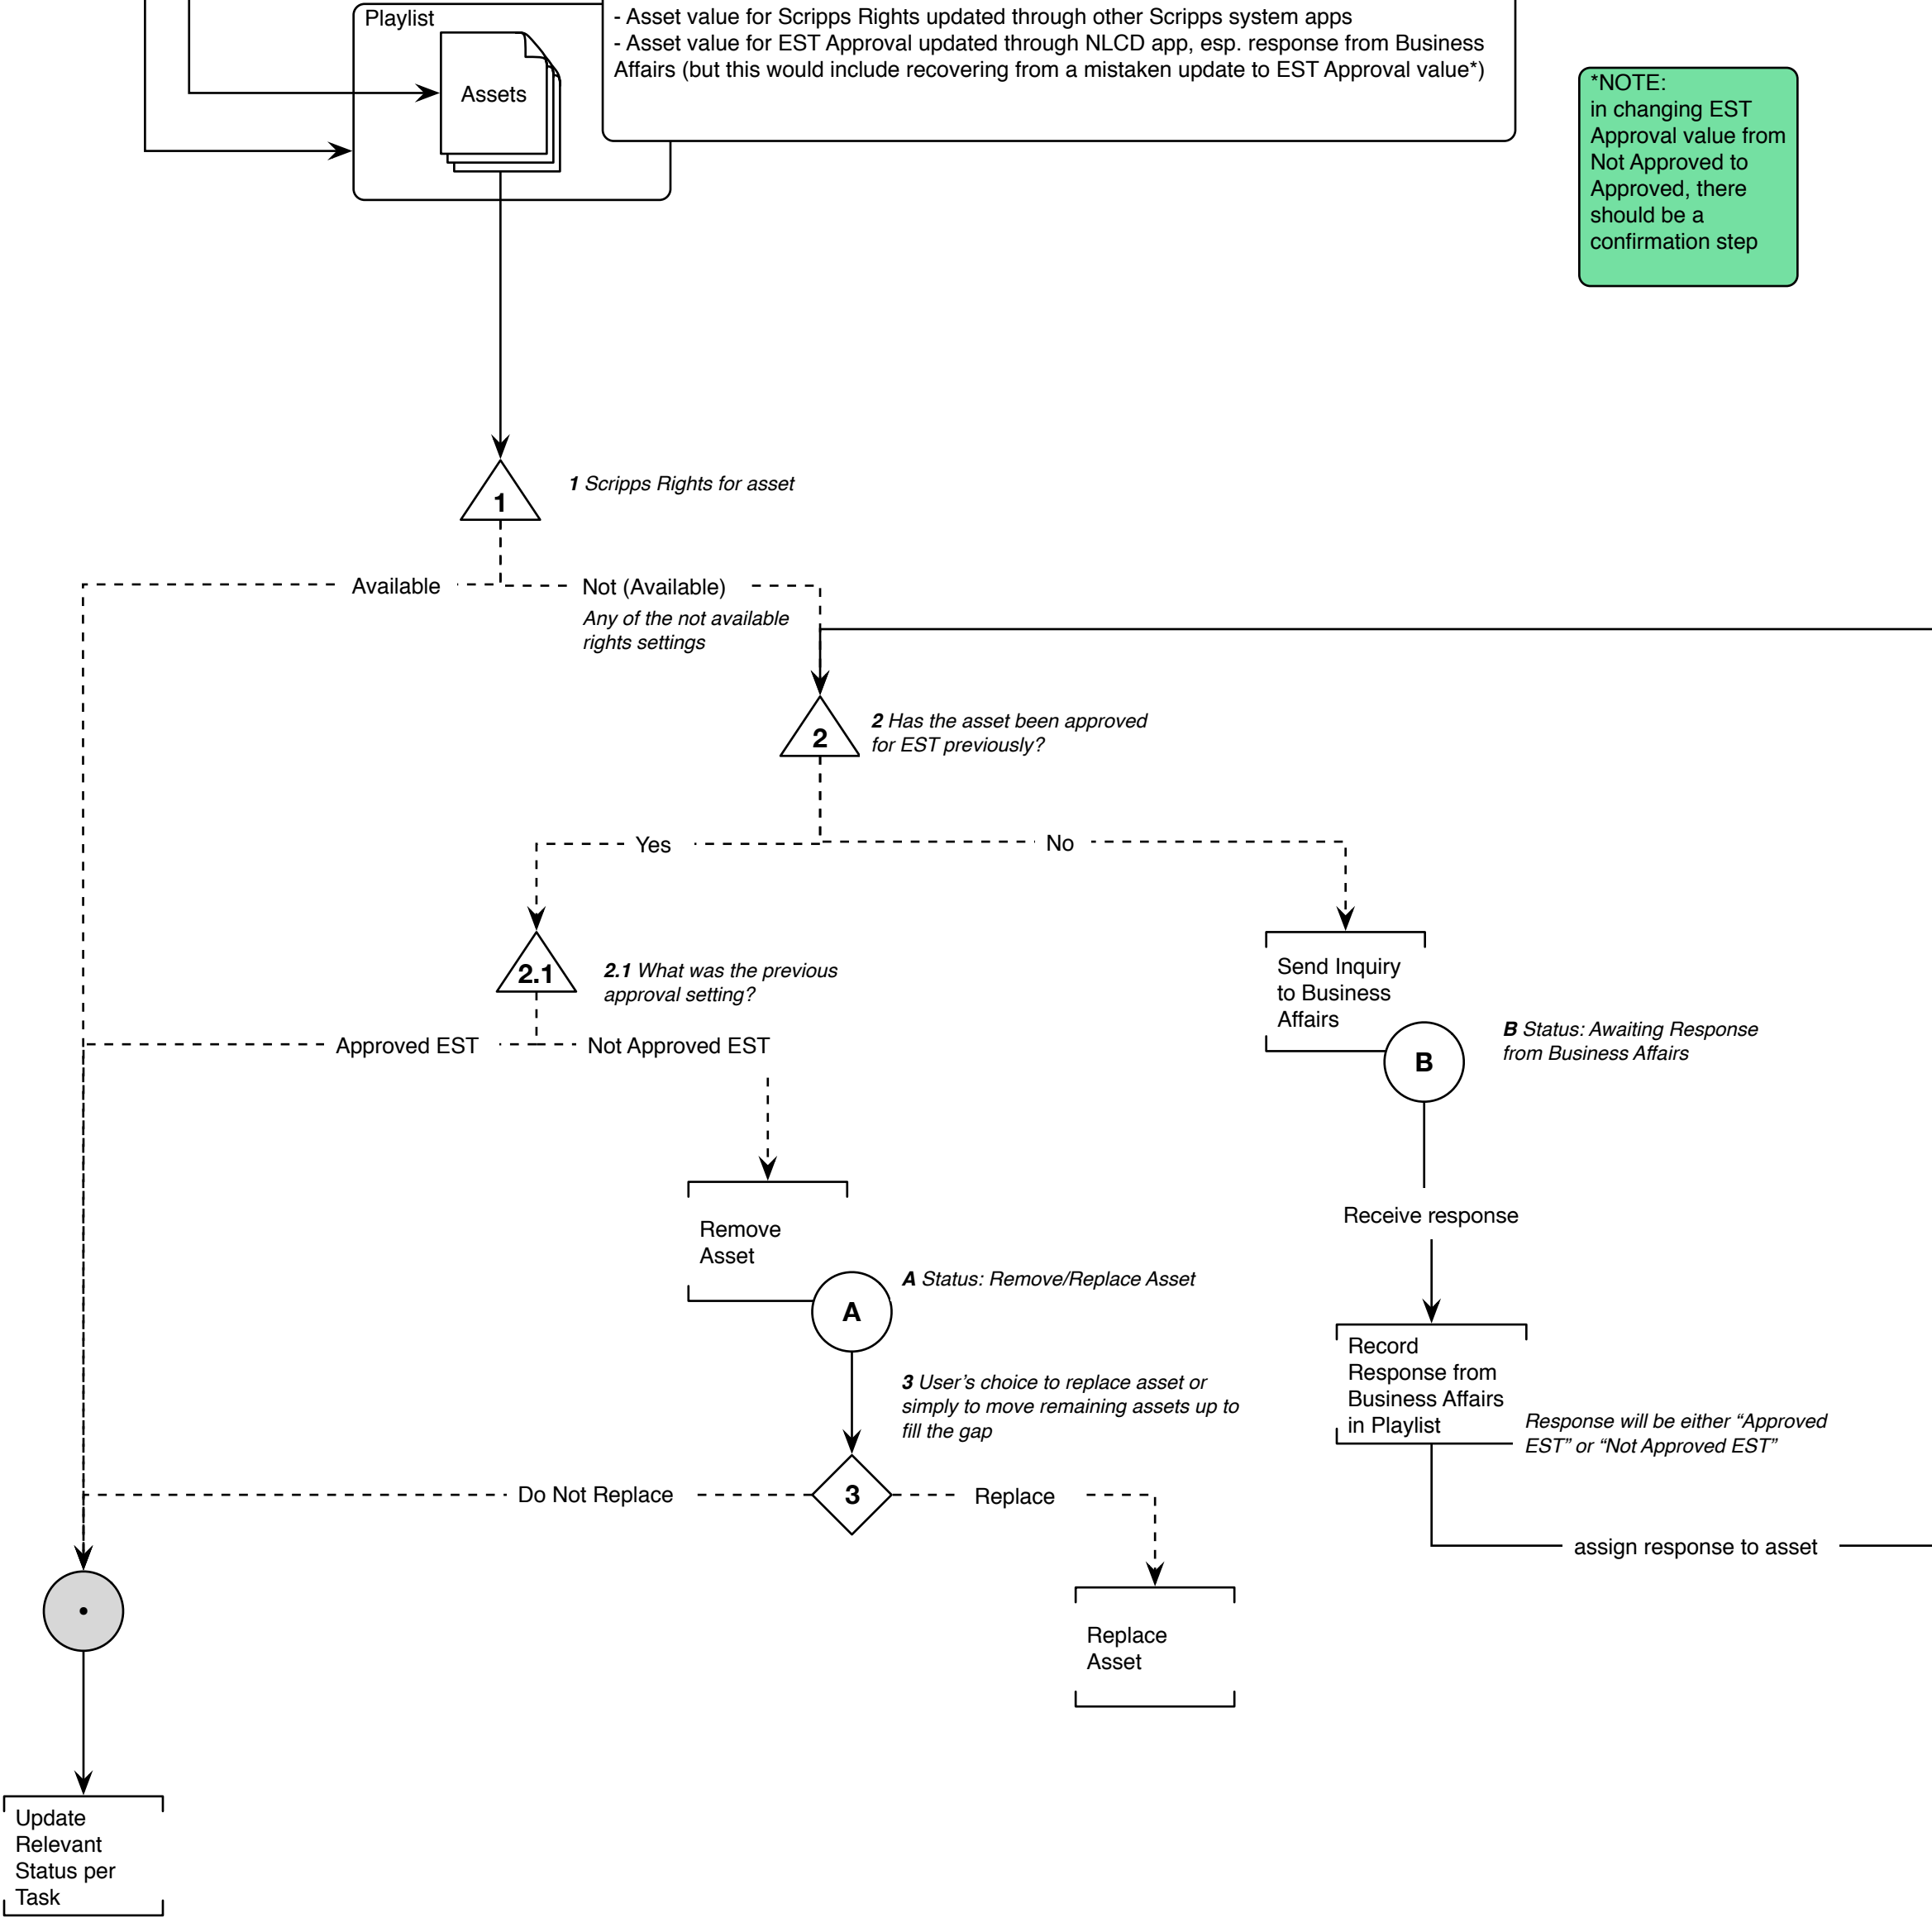 Playlist
Assets
- Asset value for Scripps Rights updated through other Scripps system apps
- Asset value for EST Approval updated through NLCD app, esp. response from Business
Affairs (but this would include recovering from a mistaken update to EST Approval value*)
*NOTE:
in changing EST
Approval value from
Not Approved to
Approved, there
should be a
confirmation step
1
1 Scripps Rights for asset
Available
Not (Available)
Any of the not available
rights settings
2
2 Has the asset been approved
for EST previously?
Yes
No
2.1
2.1 What was the previous
approval setting?
Send Inquiry
to Business
Affairs
B
B Status: Awaiting Response
from Business Affairs
Approved EST
Not Approved EST
Receive response
Remove
Asset
A
A Status: Remove/Replace Asset
Record
Response from
Business Affairs
in Playlist
Response will be either “Approved
EST” or “Not Approved EST”
3 User’s choice to replace asset or
simply to move remaining assets up to
fill the gap
Do Not Replace
3
Replace
assign response to asset
Replace
Asset
Update
Relevant
Status per
Task